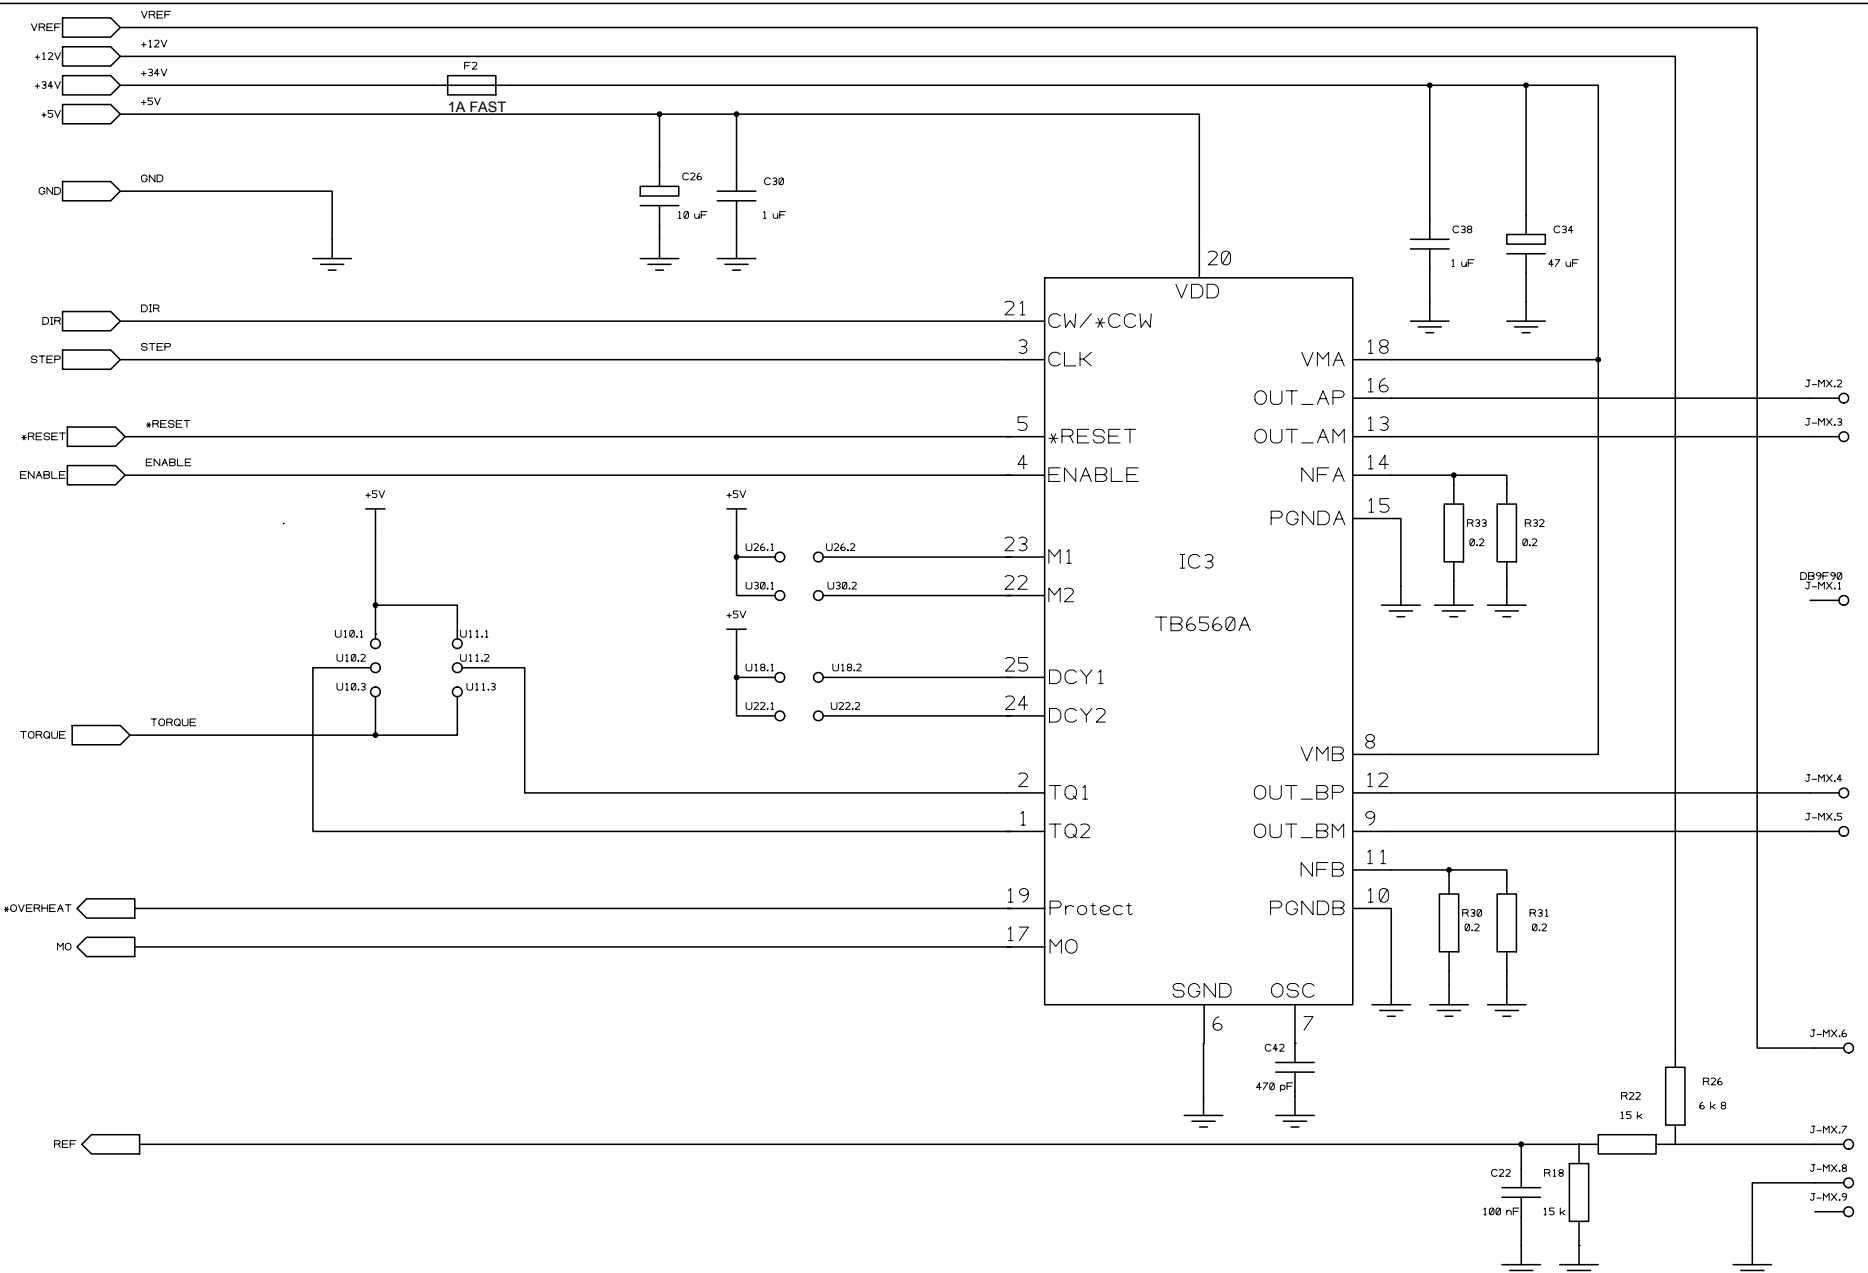 VREF
VREF
+12V
+12V
+34V
+34V
F2
1A FAST
+5V
+5V
GND
GND
C26
10 uF
C30
1 uF
C38
1 uF
C34
47 uF
20
VDD
DIR
DIR
21
CW/*CCW
STEP
STEP
3
CLK
VMA
18
OUT_AP
16
J-MX.2
*RESET
*RESET
5
*RESET
OUT_AM
13
J-MX.3
ENABLE
ENABLE
4
ENABLE
NFA
14
PGNDA
15
R33
0.2
R32
0.2
+5V
+5V
U26.1
U26.2
23
M1
IC3
U30.1
U30.2
22
M2
DB9F90
J-MX.1
+5V
TB6560A
U10.1
U11.1
U10.2
U11.2
U10.3
U11.3
U18.1
U18.2
25
DCY1
U22.1
U22.2
24
DCY2
TORQUE
TORQUE
VMB
8
2
TQ1
OUT_BP
12
J-MX.4
1
TQ2
OUT_BM
9
J-MX.5
NFB
11
*OVERHEAT
19
Protect
PGNDB
10
R30
0.2
R31
0.2
MO
17
MO
SGND
OSC
6
7
C42
470 pF
J-MX.6
R26
6 k 8
R22
15 k
REF
J-MX.7
C22
100 nF
R18
15 k
J-MX.8
J-MX.9